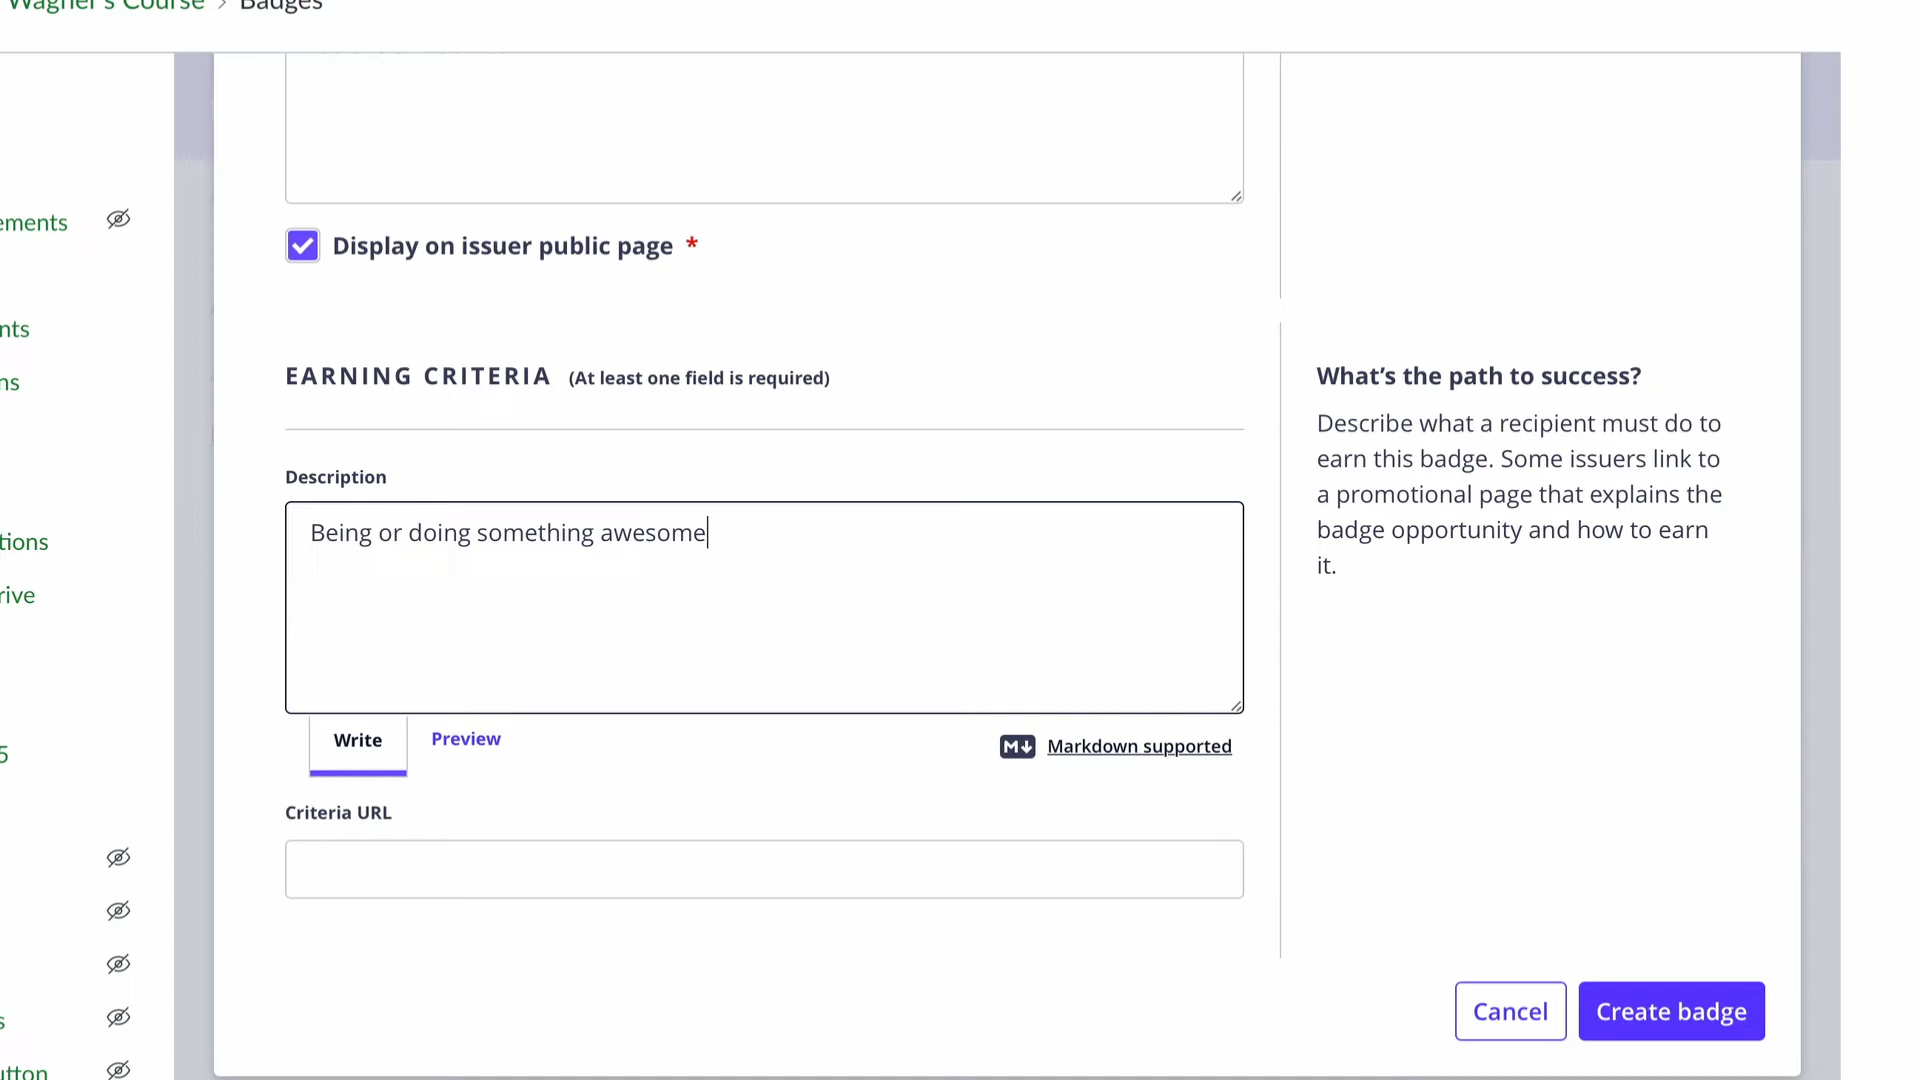 Wagner's Course > Badges
ements
Display on issuer public page *
nts
ns
EARNING CRITERIA (At least one field is required)
What's the path to success?
Describe what a recipient must do to
earn this badge. Some issuers link to
a promotional page that explains the
badge opportunity and how to earn
it.
Description
Being or doing something awesome
tions
rive
Write
Preview
M↓ Markdown supported
5
Criteria URL
s
utton
Cancel
Create badge